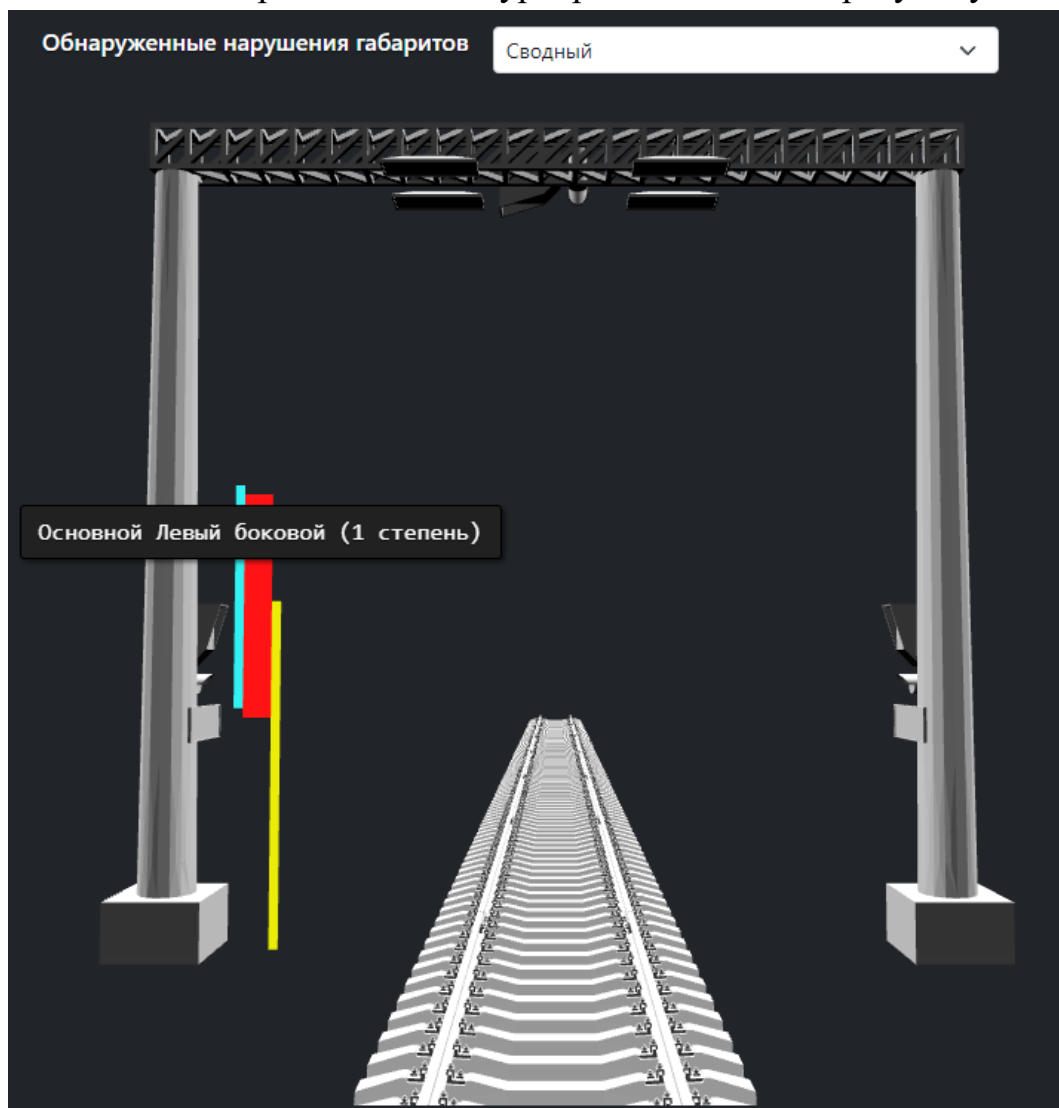 Обнаруженные нарушения габаритов
Сводный
Основной Левый боковой (1 степень)